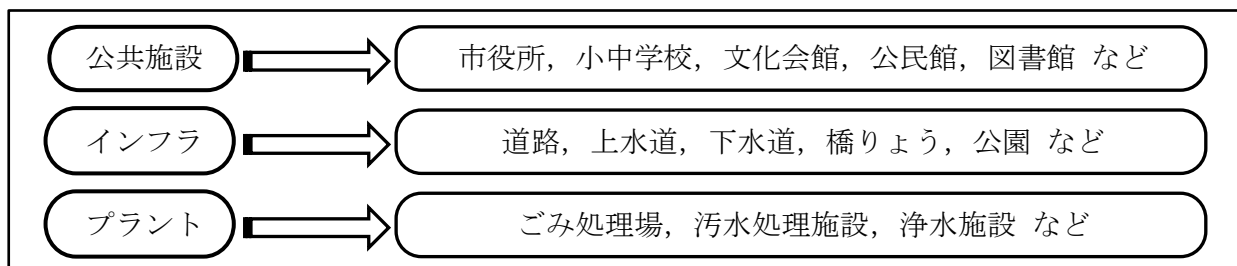 公共施設 市役所，小中学校，文化会館，公民館，図書館 など
インフラ 道路，上水道，下水道，橋りょう，公園 など
プラント ごみ処理場，汚水処理施設，浄水施設 など